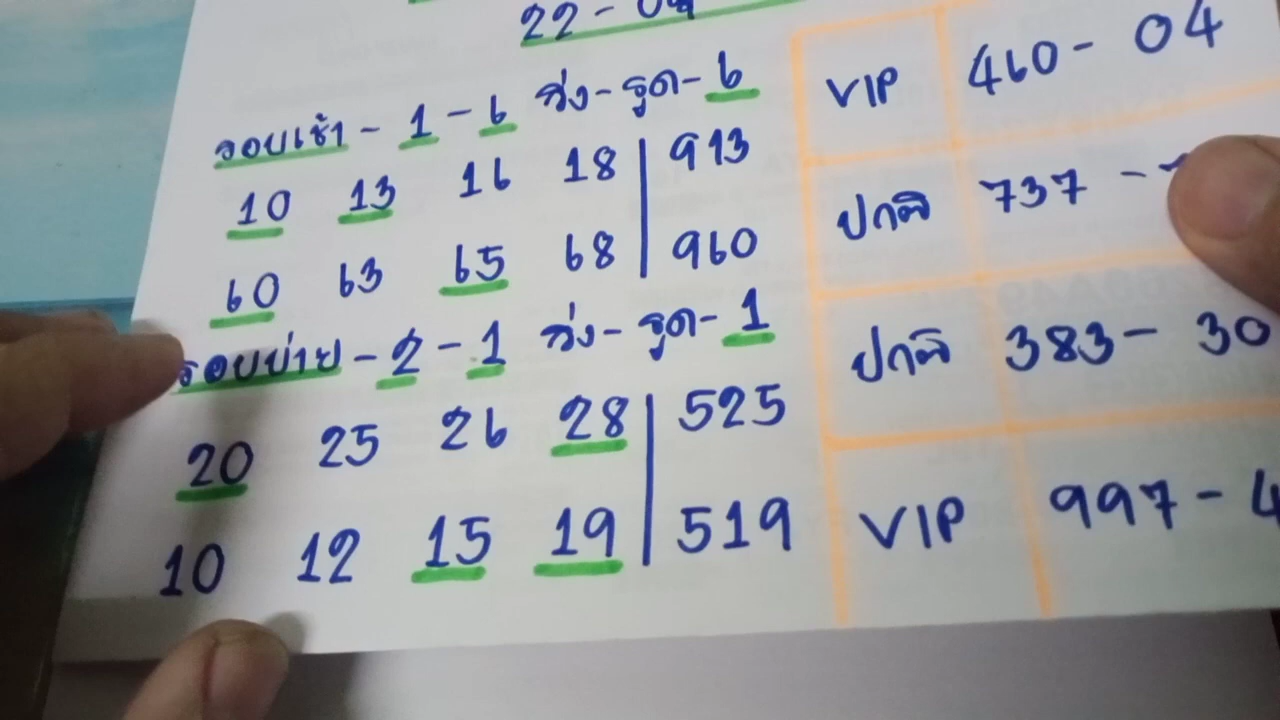 22 - 04
รอบเช้า - 1 - 6 วิ่ง - รูด - 6
10 13 16 18 | 913
60 63 65 68 | 960
รอบบ่าย - 2 - 1 วิ่ง - รูด - 1
20 25 26 28 | 525
10 12 15 19 | 519
VIP 460 - 04
ปกติ 737 -
ปกติ 383 - 30
VIP 997 - 4